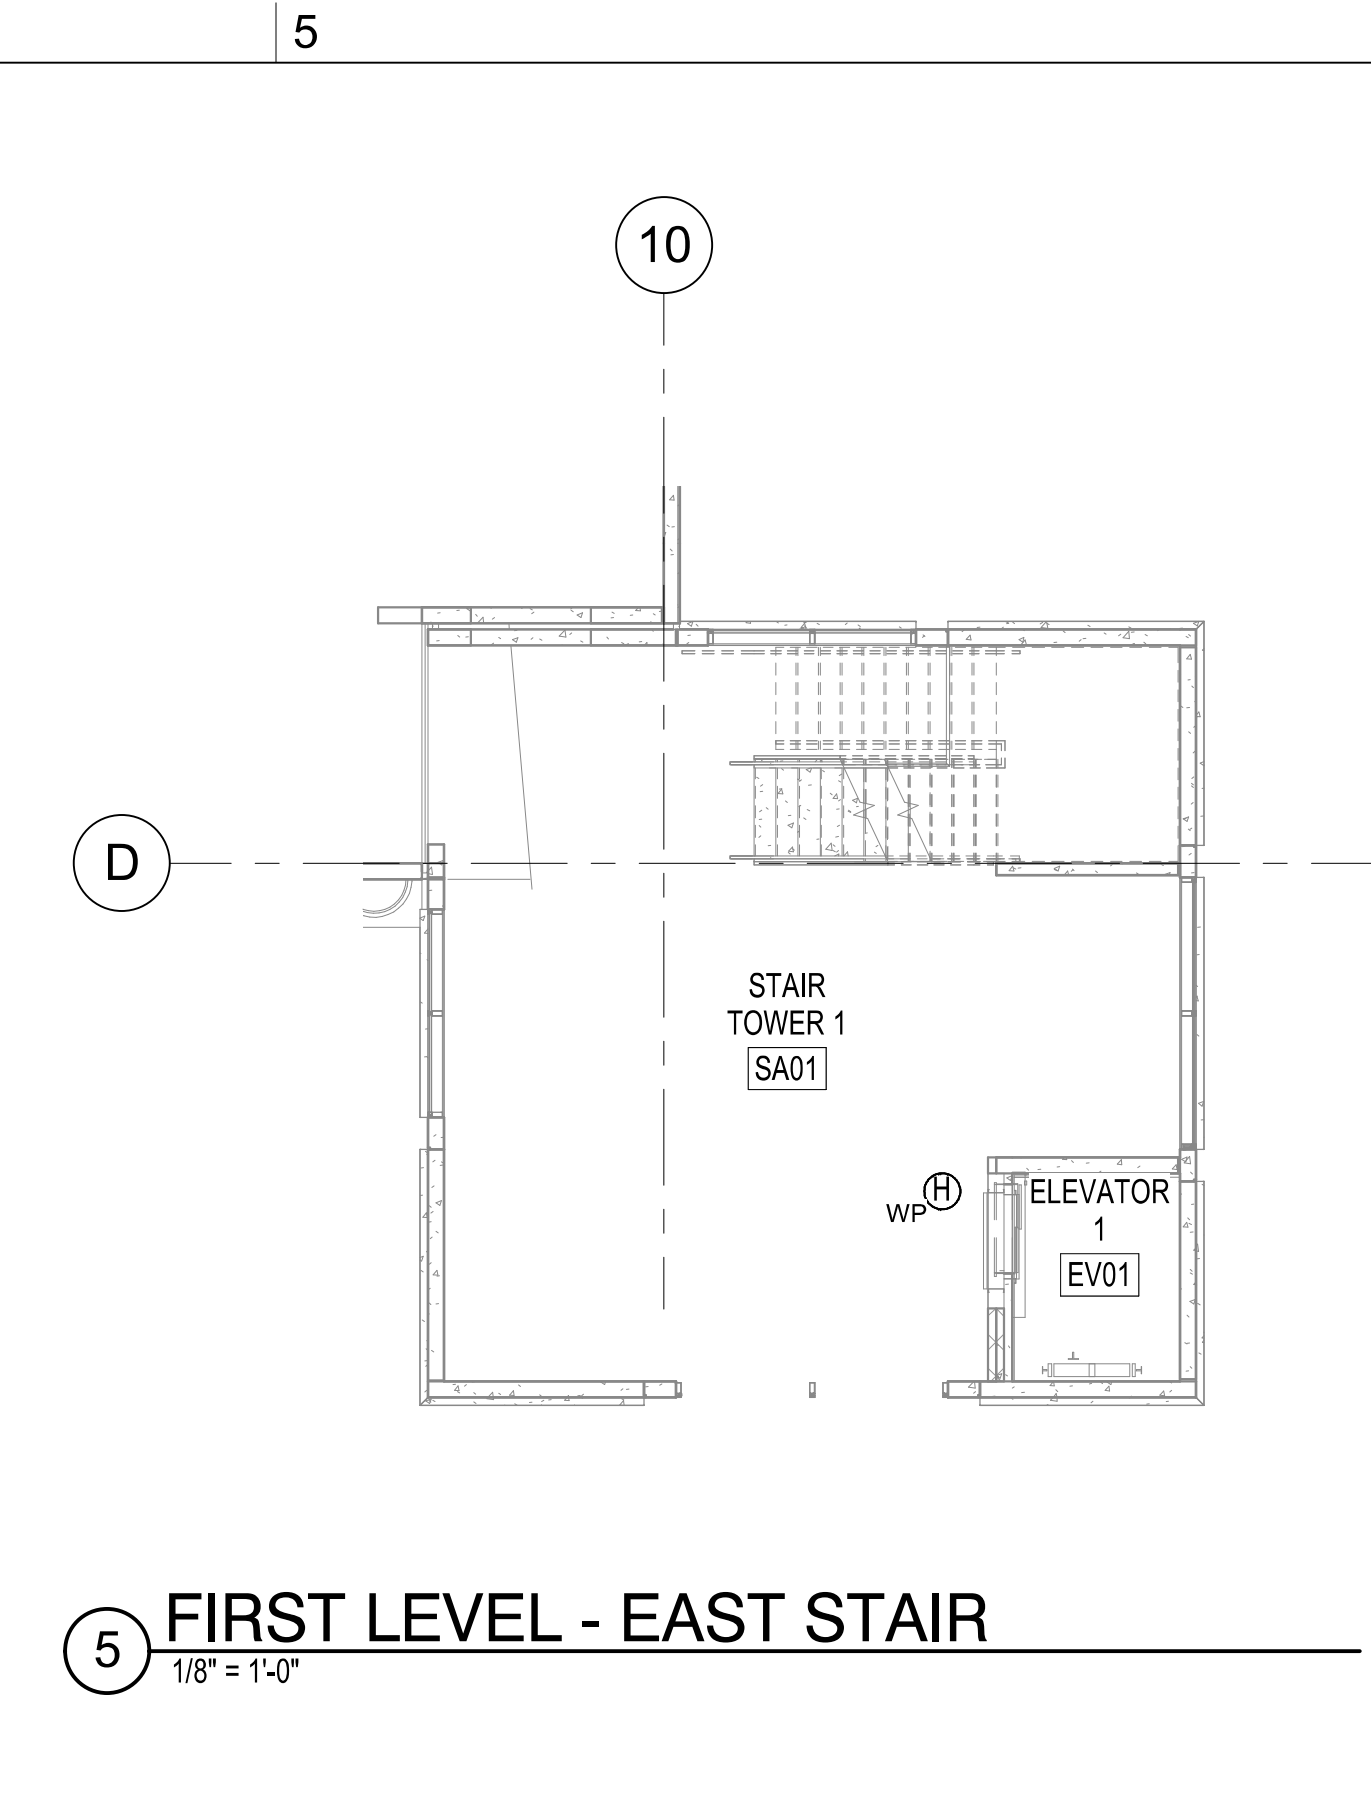 5
10
D
STAIR
TOWER 1
SA01
H
WP
ELEVATOR
1
EV01
5
FIRST LEVEL - EAST STAIR
1/8" = 1'-0"